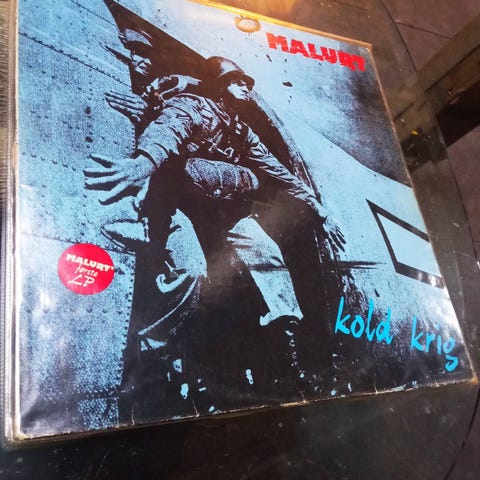 MALURT
MALURT'
første
LP
kold krig